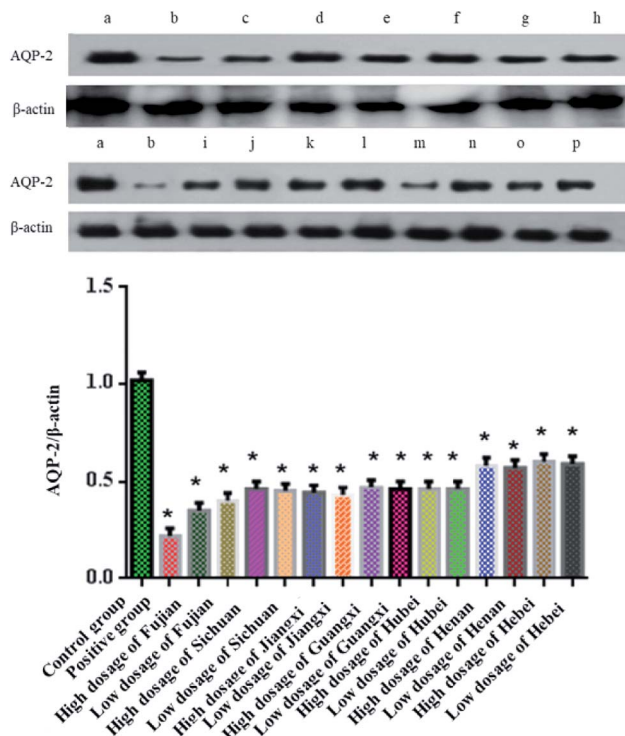 a b c d e f g h
AQP-2
β-actin
a b i j k l m n o p
AQP-2
β-actin
1.5
1.0
0.5
0.0
AQP-2/β-actin
* * * * * * * * * * * * * * *
Control group
Positive group
High dosage of Fujian
Low dosage of Fujian
High dosage of Sichuan
Low dosage of Sichuan
High dosage of Jiangxi
Low dosage of Jiangxi
High dosage of Guangxi
Low dosage of Guangxi
High dosage of Hubei
Low dosage of Hubei
High dosage of Henan
Low dosage of Henan
High dosage of Hebei
Low dosage of Hebei